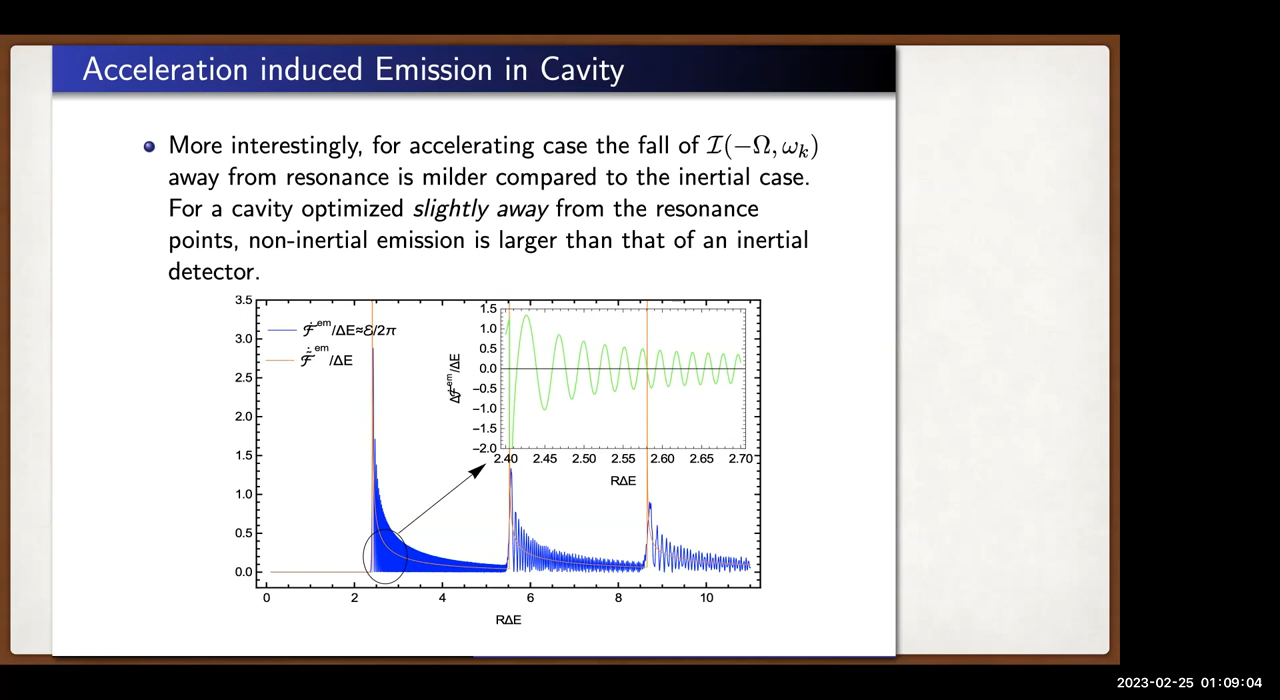 Acceleration induced Emission in Cavity
More interestingly, for accelerating case the fall of 𝓘(−Ω, ωₖ)
away from resonance is milder compared to the inertial case.
For a cavity optimized slightly away from the resonance
points, non-inertial emission is larger than that of an inertial
detector.
3.5
3.0
2.5
2.0
1.5
1.0
0.5
0.0
ℱ̇ᵉᵐ/ΔE≈ℰ/2π
ℱ̄̇ᵉᵐ/ΔE
1.5
1.0
0.5
0.0
−0.5
−1.0
−1.5
−2.0
Δℱ̇ᵉᵐ/ΔE
2.40 2.45 2.50 2.55 2.60 2.65 2.70
RΔE
0 2 4 6 8 10
RΔE
2023-02-25 01:09:04